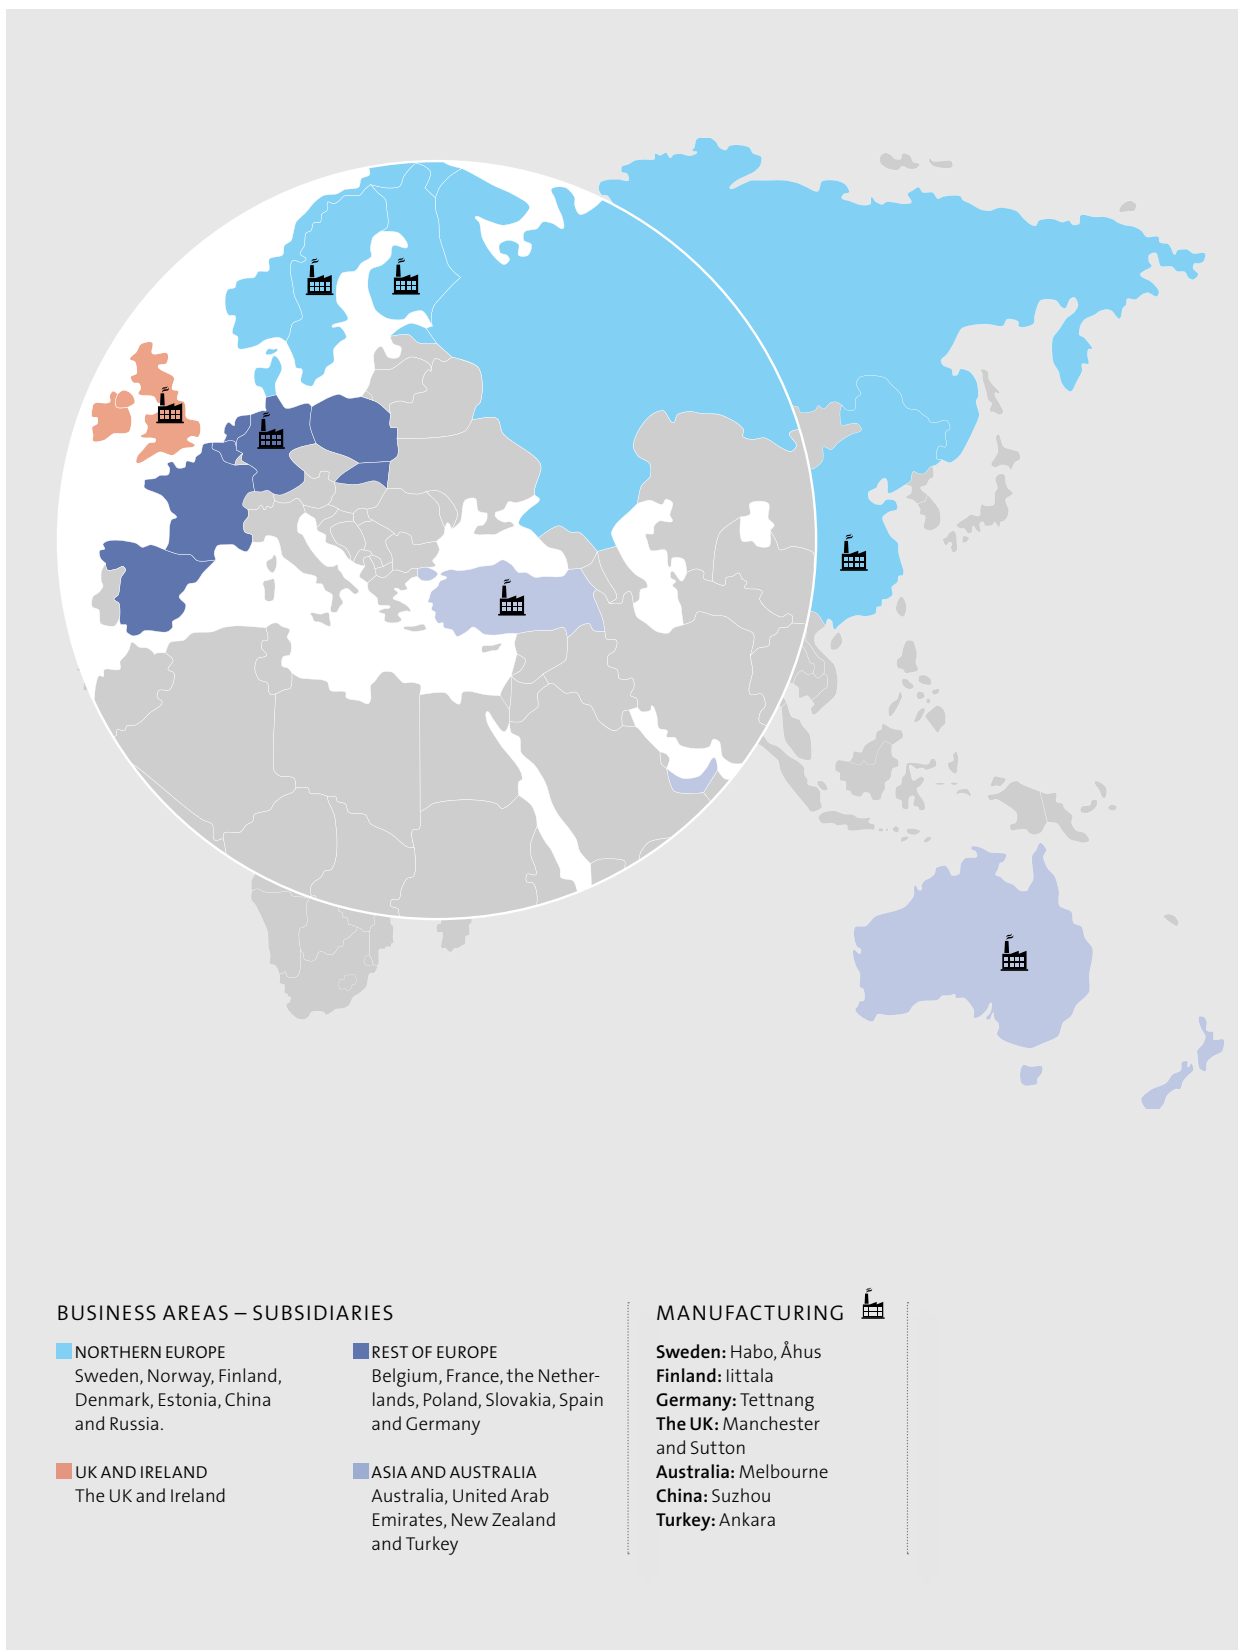 BUSINESS AREAS – SUBSIDIARIES
NORTHERN EUROPE
Sweden, Norway, Finland,
Denmark, Estonia, China
and Russia.
UK AND IRELAND
The UK and Ireland
REST OF EUROPE
Belgium, France, the Nether-
lands, Poland, Slovakia, Spain
and Germany
ASIA AND AUSTRALIA
Australia, United Arab
Emirates, New Zealand
and Turkey
MANUFACTURING
Sweden: Habo, Åhus
Finland: Iittala
Germany: Tettnang
The UK: Manchester
and Sutton
Australia: Melbourne
China: Suzhou
Turkey: Ankara